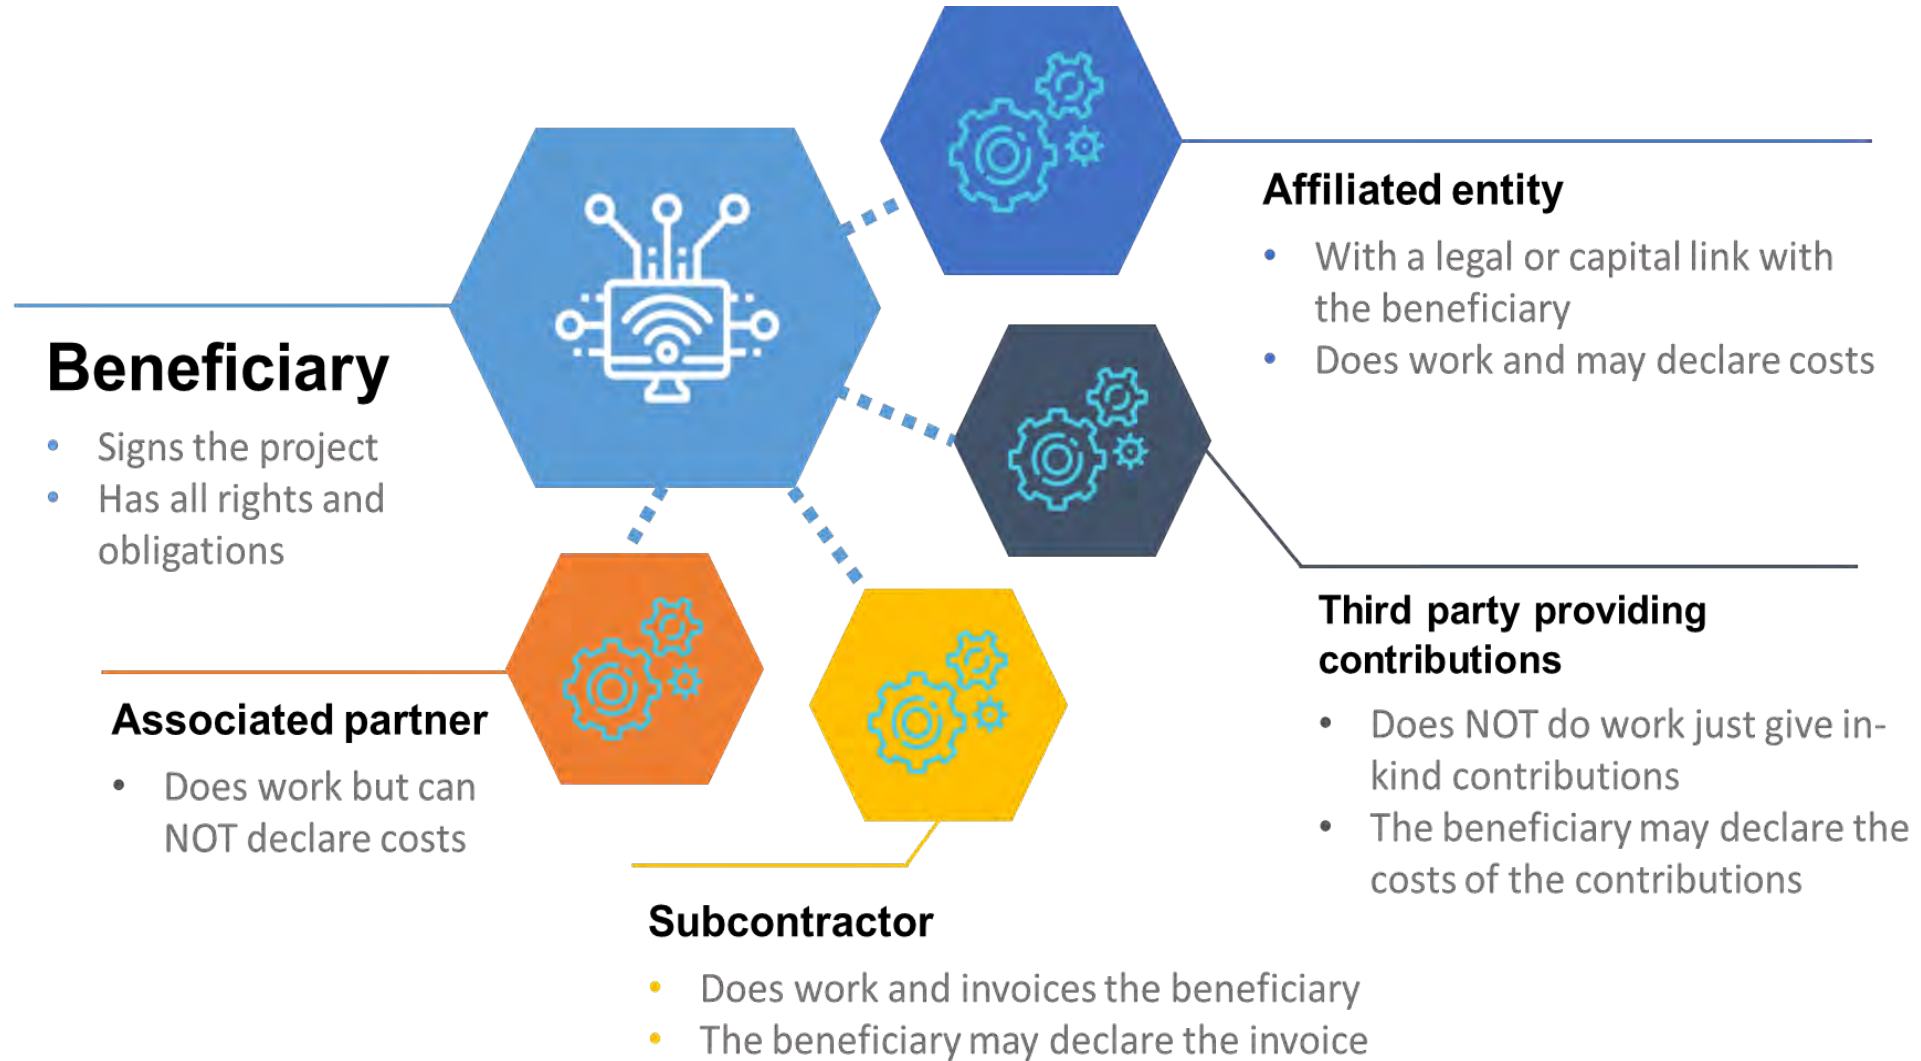 Beneficiary
• Signs the project
• Has all rights and
obligations
Affiliated entity
• With a legal or capital link with
the beneficiary
• Does work and may declare costs
Third party providing
contributions
• Does NOT do work just give in-
kind contributions
• The beneficiary may declare the
costs of the contributions
Associated partner
• Does work but can
NOT declare costs
Subcontractor
• Does work and invoices the beneficiary
• The beneficiary may declare the invoice